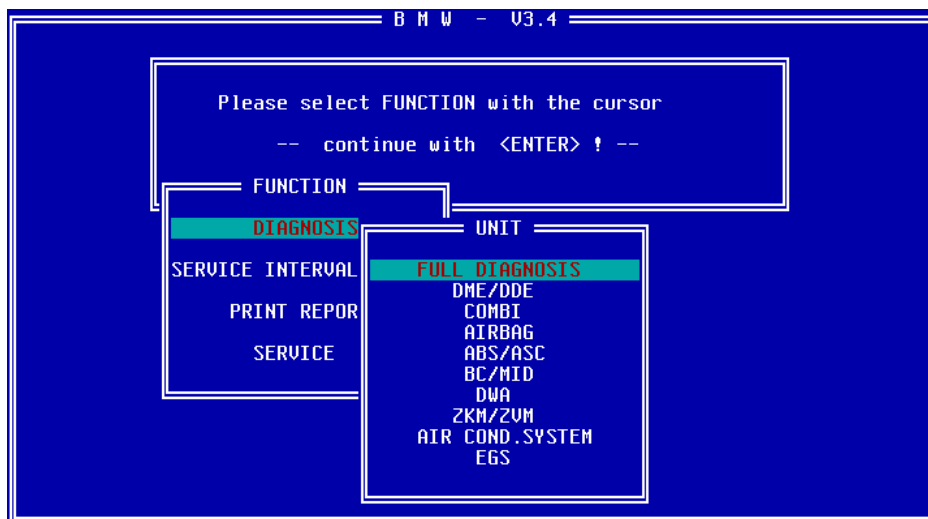 B M W - V3.4
Please select FUNCTION with the cursor
-- continue with <ENTER> ! --
FUNCTION
DIAGNOSIS
SERVICE INTERVAL
PRINT REPOR
SERVICE
UNIT
FULL DIAGNOSIS
DME/DDE
COMBI
AIRBAG
ABS/ASC
BC/MID
DWA
ZKM/ZVM
AIR COND.SYSTEM
EGS